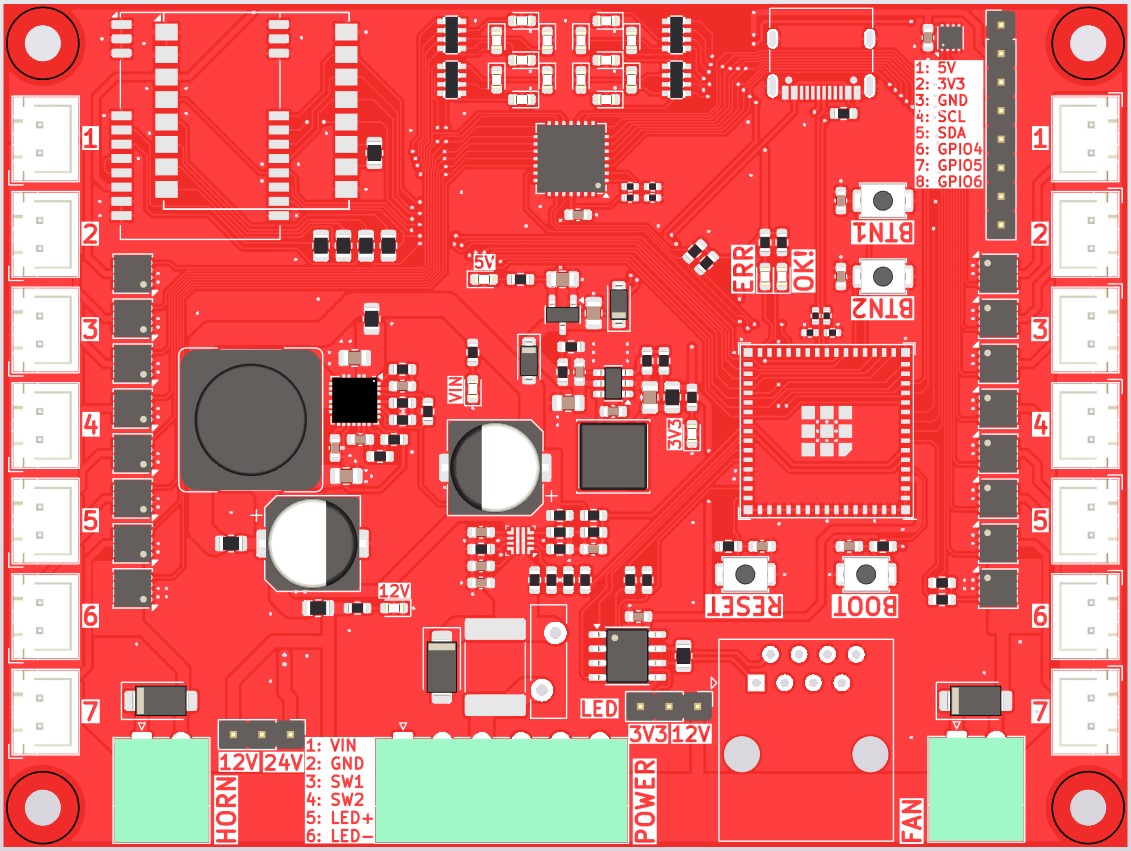 1: 5V
2: 3V3
3: GND
4: SCL
5: SDA
6: GPIO4
7: GPIO5
8: GPIO6
1
1
2
2
BTN1
5V
ERR
OK!
BTN2
3
3
VIN
4
3V3
4
+
5
+
5
12V
RESET
BOOT
6
6
7
LED
7
3V3 12V
12V 24V
1: VIN
2: GND
3: SW1
4: SW2
5: LED+
6: LED-
HORN
POWER
FAN